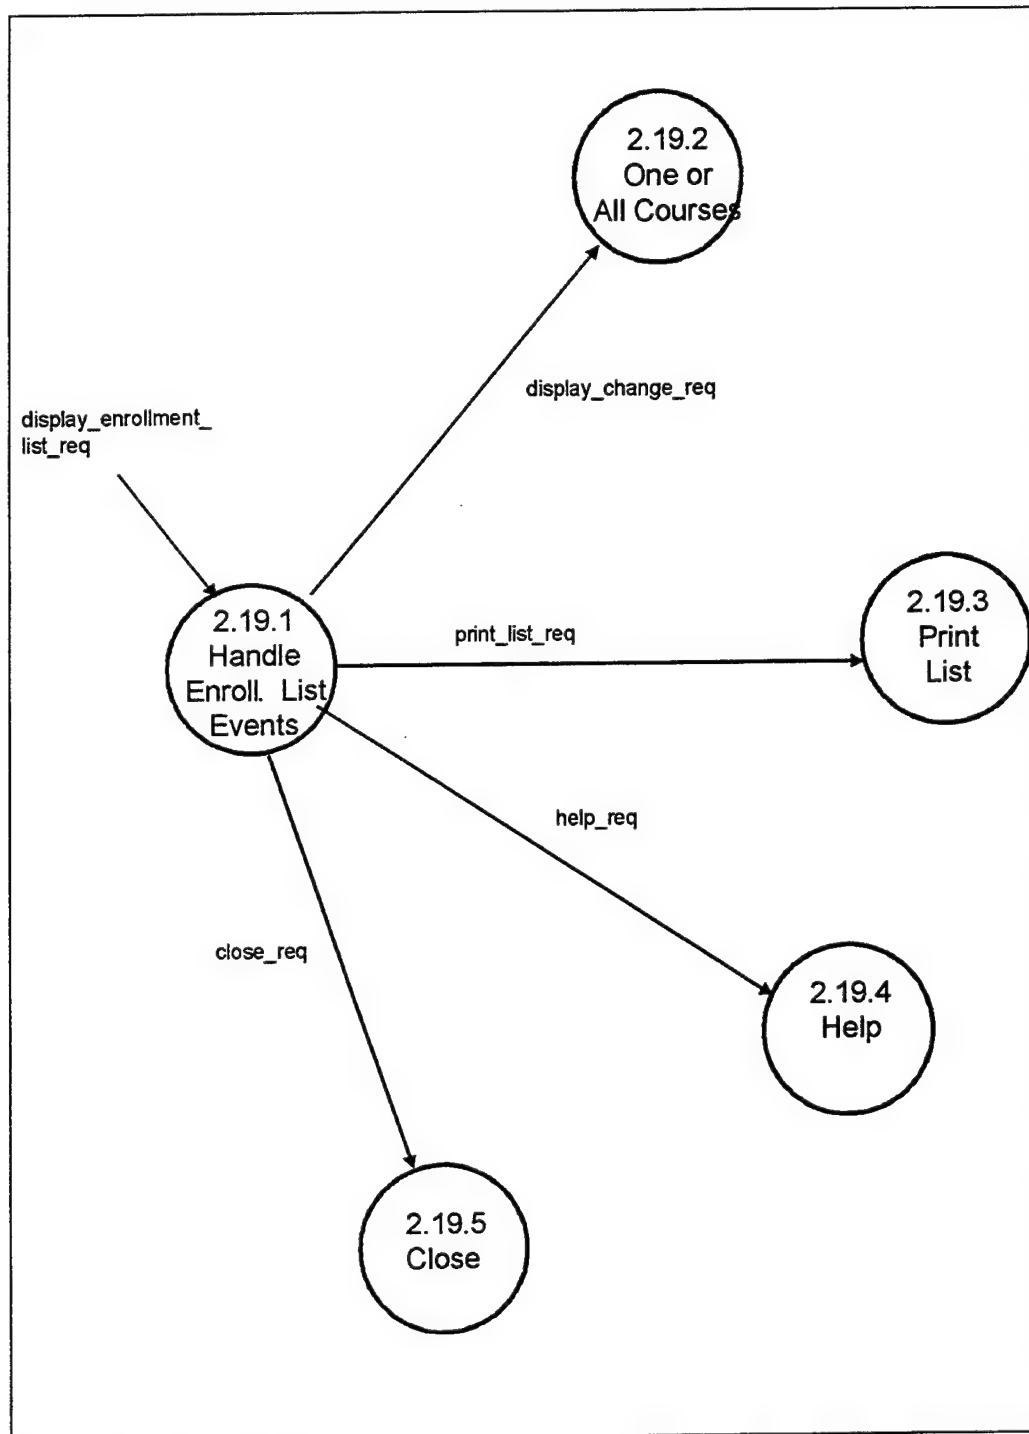 2.19.2
One or
All Courses
display_change_req
display_enrollment_
list_req
2.19.1
Handle
Enroll. List
Events
print_list_req
2.19.3
Print
List
help_req
close_req
2.19.4
Help
2.19.5
Close